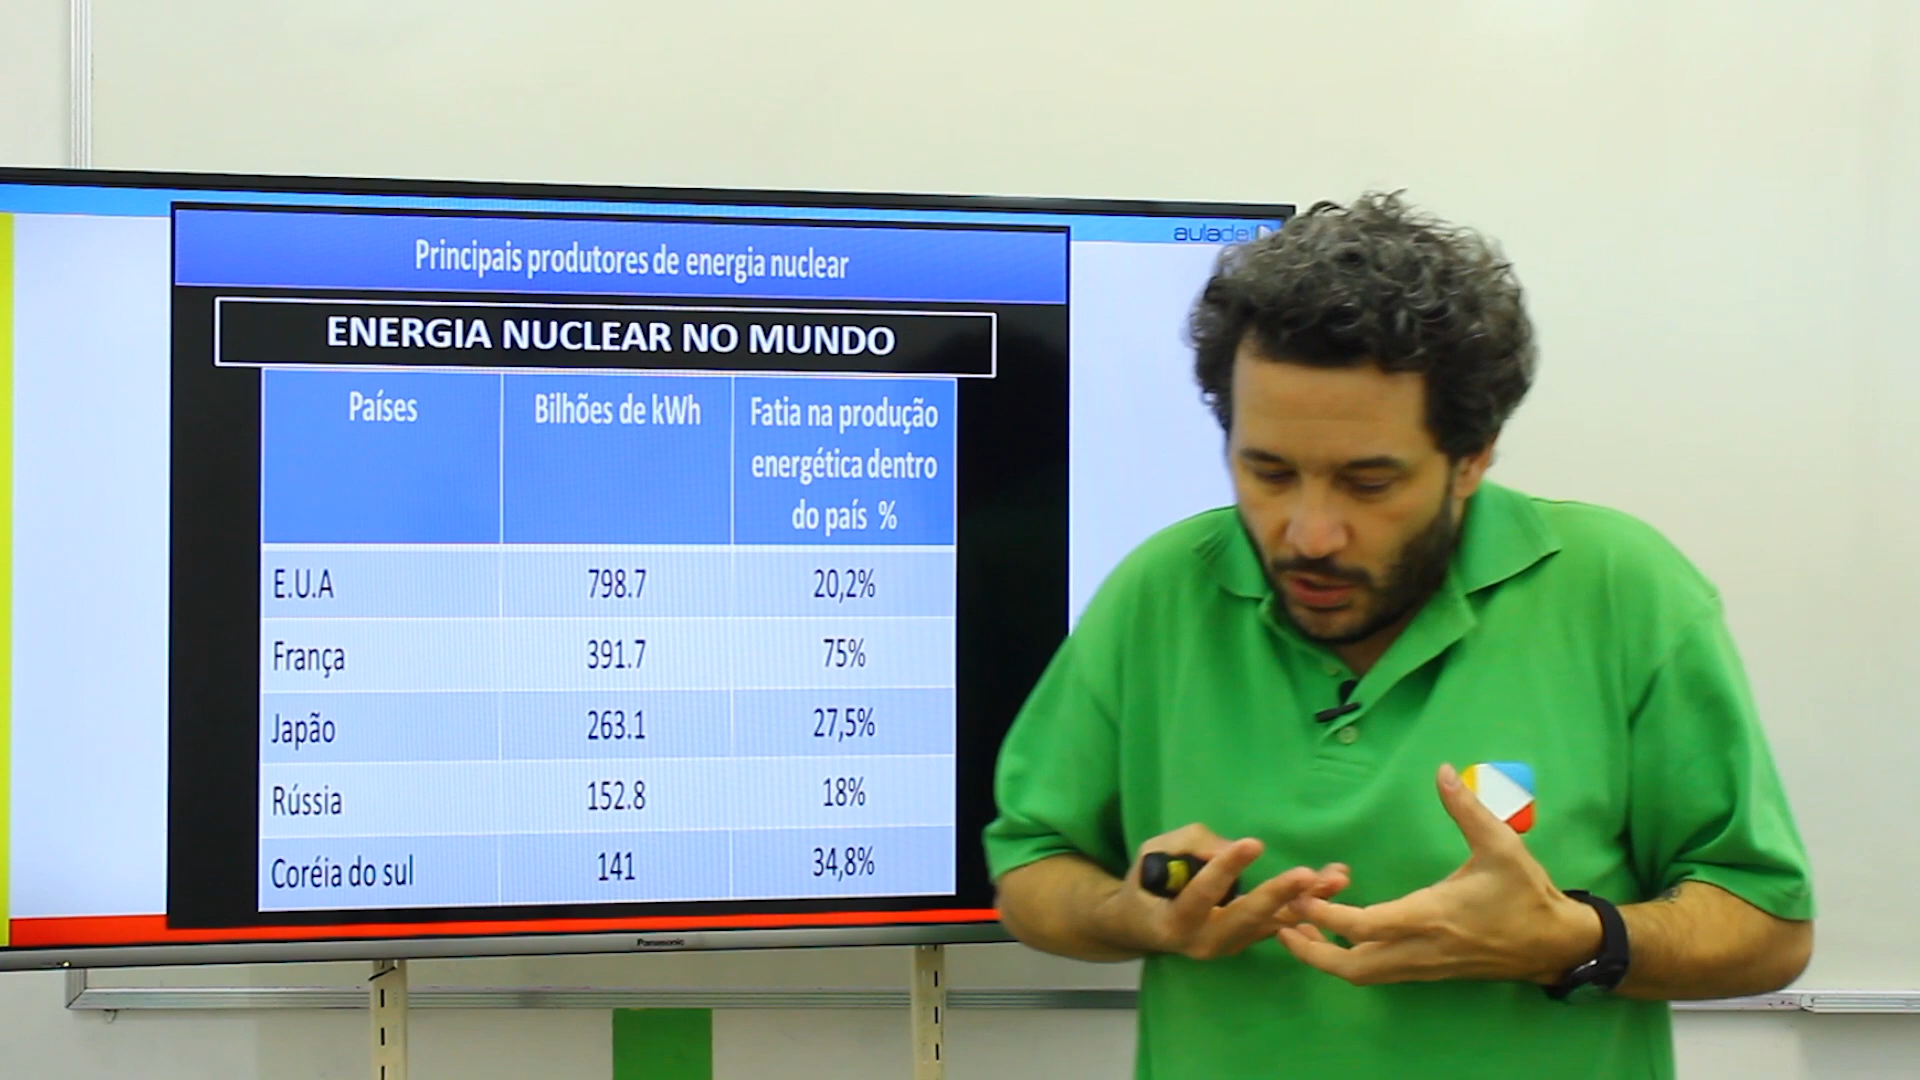 Principais produtores de energia nuclear
ENERGIA NUCLEAR NO MUNDO
Países
Bilhões de kWh
Fatia na produção
energética dentro
do país %
E.U.A 798.7 20,2%
França 391.7 75%
Japão 263.1 27,5%
Rússia 152.8 18%
Coréia do sul 141 34,8%
Panasonic